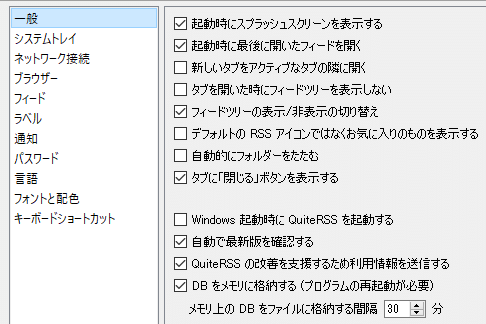 一般
システムトレイ
ネットワーク接続
ブラウザー
フィード
ラベル
通知
パスワード
言語
フォントと配色
キーボードショートカット
起動時にスプラッシュスクリーンを表示する
起動時に最後に開いたフィードを開く
新しいタブをアクティブなタブの隣に開く
タブを開いた時にフィードツリーを表示しない
フィードツリーの表示/非表示の切り替え
デフォルトの RSS アイコンではなくお気に入りのものを表示する
自動的にフォルダーをたたむ
タブに「閉じる」ボタンを表示する
Windows 起動時に QuiteRSS を起動する
自動で最新版を確認する
QuiteRSS の改善を支援するため利用情報を送信する
DB をメモリに格納する (プログラムの再起動が必要)
メモリ上の DB をファイルに格納する間隔 30 分